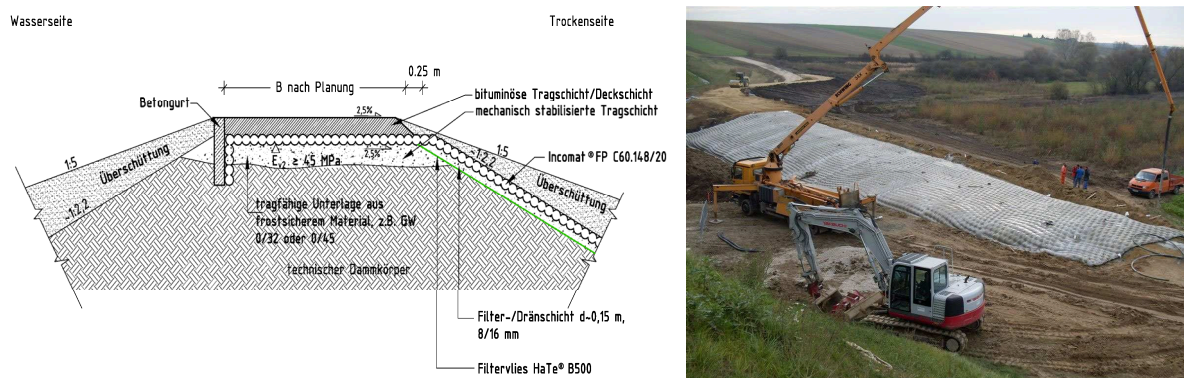 Wasserseite
Trockenseite
0.25 m
B nach Planung
Betongurt
bituminöse Tragschicht/Deckschicht
mechanisch stabilisierte Tragschicht
2,5%
2,5%
1:5
Überschüttung
~1:2,2
Ev2 ≥ 45 MPa
1:2,2
1:5
Überschüttung
Incomat®FP C60.148/20
tragfähige Unterlage aus
frostsicherem Material, z.B. GW
0/32 oder 0/45
technischer Dammkörper
Filter-/Dränschicht d~0,15 m,
8/16 mm
Filtervlies HaTe® B500